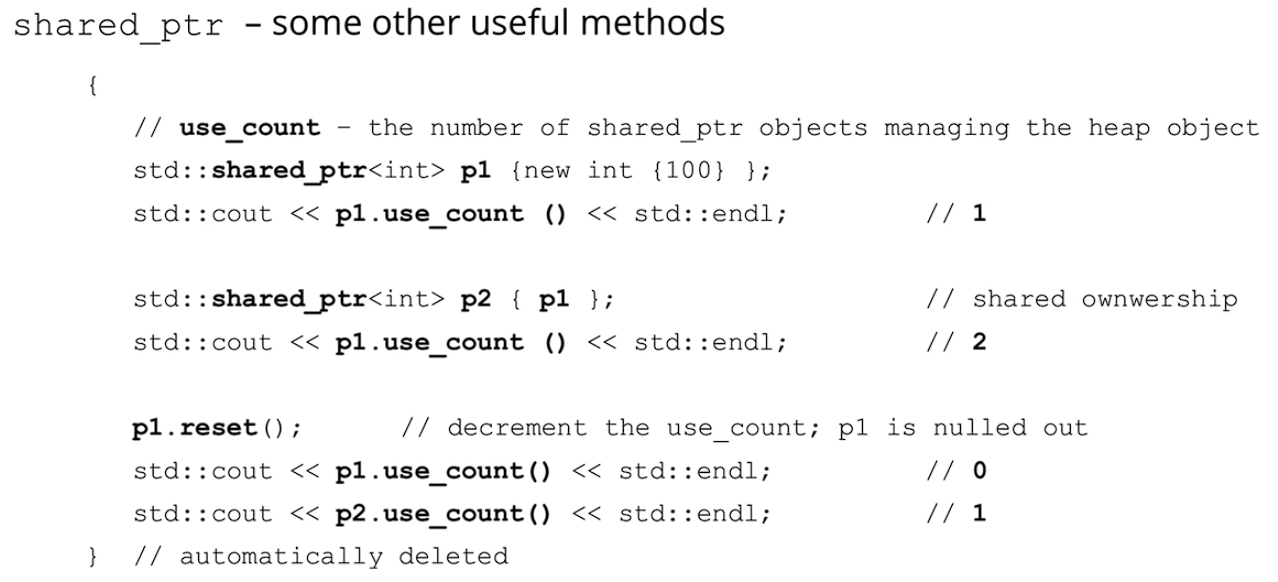 shared_ptr – some other useful methods
{
// use_count – the number of shared_ptr objects managing the heap object
std::shared_ptr<int> p1 {new int {100} };
std::cout << p1.use_count () << std::endl; // 1
std::shared_ptr<int> p2 { p1 }; // shared ownwership
std::cout << p1.use_count () << std::endl; // 2
p1.reset(); // decrement the use_count; p1 is nulled out
std::cout << p1.use_count() << std::endl; // 0
std::cout << p2.use_count() << std::endl; // 1
} // automatically deleted